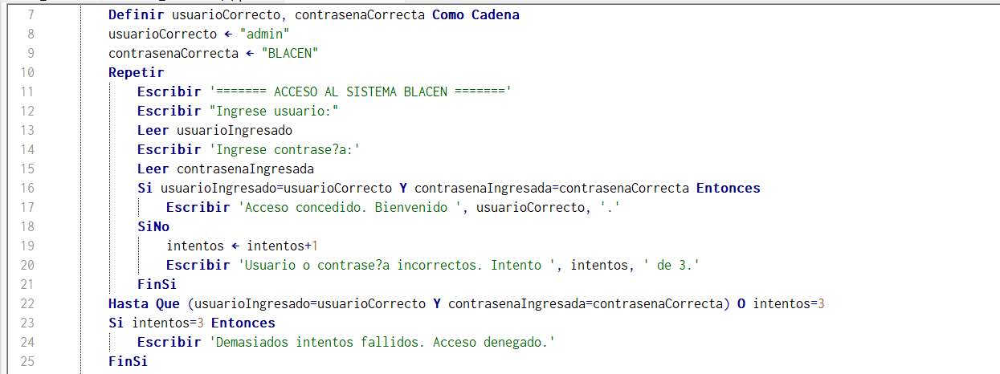 7 Definir usuarioCorrecto, contrasenaCorrecta Como Cadena
8 usuarioCorrecto ← "admin"
9 contrasenaCorrecta ← "BLACEN"
10 Repetir
11 Escribir '======= ACCESO AL SISTEMA BLACEN ======='
12 Escribir "Ingrese usuario:"
13 Leer usuarioIngresado
14 Escribir 'Ingrese contrase?a:'
15 Leer contrasenaIngresada
16 Si usuarioIngresado=usuarioCorrecto Y contrasenaIngresada=contrasenaCorrecta Entonces
17 Escribir 'Acceso concedido. Bienvenido ', usuarioCorrecto, '.'
18 SiNo
19 intentos ← intentos+1
20 Escribir 'Usuario o contrase?a incorrectos. Intento ', intentos, ' de 3.'
21 FinSi
22 Hasta Que (usuarioIngresado=usuarioCorrecto Y contrasenaIngresada=contrasenaCorrecta) O intentos=3
23 Si intentos=3 Entonces
24 Escribir 'Demasiados intentos fallidos. Acceso denegado.'
25 FinSi